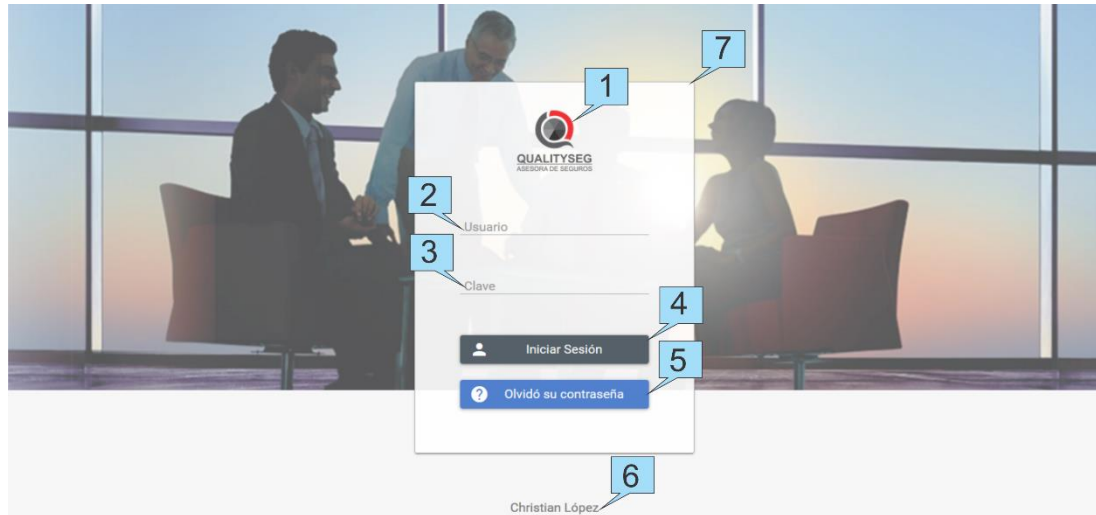 7
1
QUALITYSEG
ASESORA DE SEGUROS
2
Usuario
3
Clave
4
Iniciar Sesión
5
? Olvidó su contraseña
6
Christian López